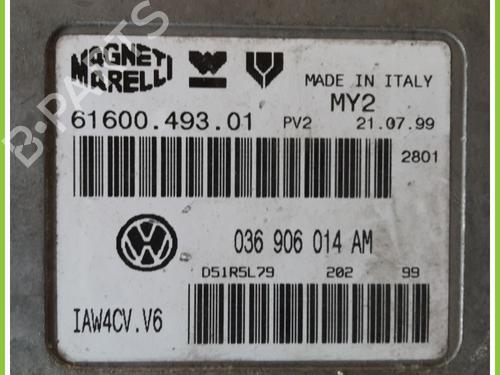 MAGNETI MARELLI
MADE IN ITALY
MY2
61600.493.01 PV2 21.07.99
2801
036 906 014 AM
D51R5L79 202 99
IAW4CV.V6
B-PARTS